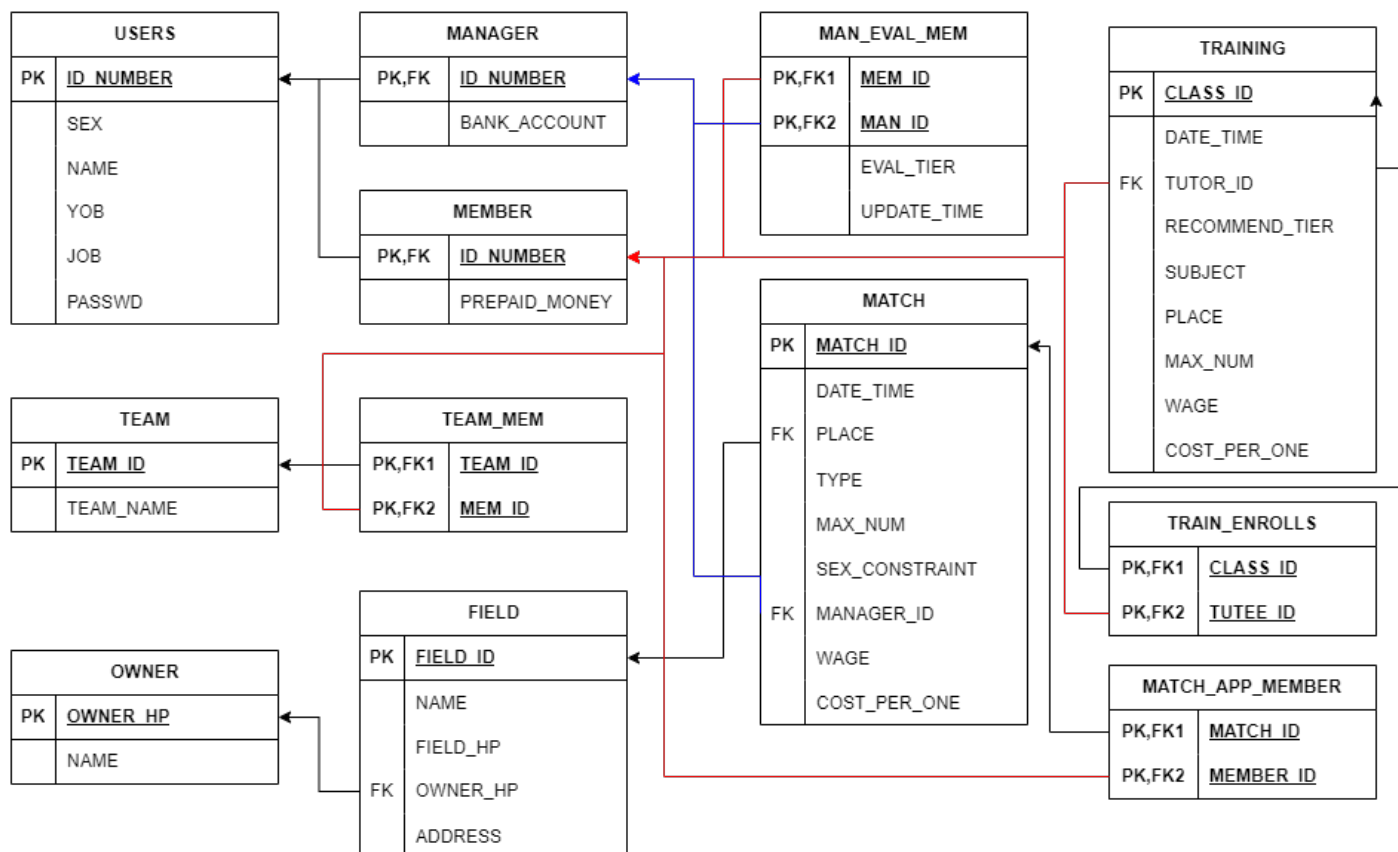 USERS
PK ID_NUMBER
SEX
NAME
YOB
JOB
PASSWD
MANAGER
PK,FK ID_NUMBER
BANK_ACCOUNT
MEMBER
PK,FK ID_NUMBER
PREPAID_MONEY
MAN_EVAL_MEM
PK,FK1 MEM_ID
PK,FK2 MAN_ID
EVAL_TIER
UPDATE_TIME
TRAINING
PK CLASS_ID
DATE_TIME
FK TUTOR_ID
RECOMMEND_TIER
SUBJECT
PLACE
MAX_NUM
WAGE
COST_PER_ONE
MATCH
PK MATCH_ID
DATE_TIME
FK PLACE
TYPE
MAX_NUM
SEX_CONSTRAINT
FK MANAGER_ID
WAGE
COST_PER_ONE
TEAM
PK TEAM_ID
TEAM_NAME
TEAM_MEM
PK,FK1 TEAM_ID
PK,FK2 MEM_ID
TRAIN_ENROLLS
PK,FK1 CLASS_ID
PK,FK2 TUTEE_ID
OWNER
PK OWNER_HP
NAME
FIELD
PK FIELD_ID
NAME
FIELD_HP
FK OWNER_HP
ADDRESS
MATCH_APP_MEMBER
PK,FK1 MATCH_ID
PK,FK2 MEMBER_ID